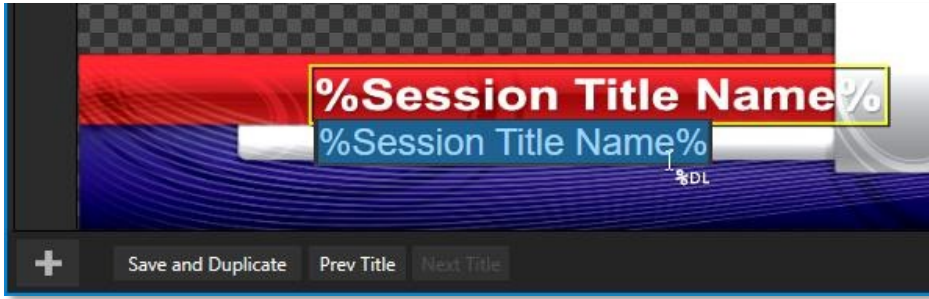 %Session Title Name%
%Session Title Name%
%DL
Save and Duplicate Prev Title Next Title